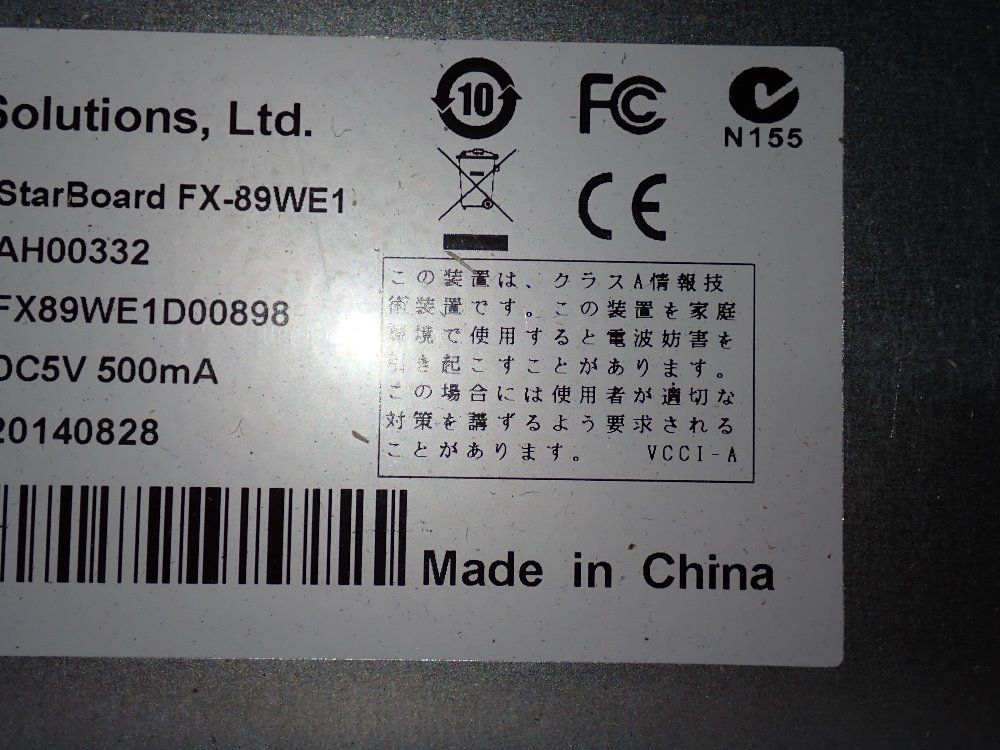 Solutions, Ltd.
StarBoard FX-89WE1
AH00332
FX89WE1D00898
DC5V 500mA
20140828
10
FC
N155
CE
この装置は、クラスA情報技
術装置です。この装置を家庭
環境で使用すると電波妨害を
引き起こすことがあります。
この場合には使用者が適切な
対策を講ずるよう要求される
ことがあります。 VCCI-A
Made in China